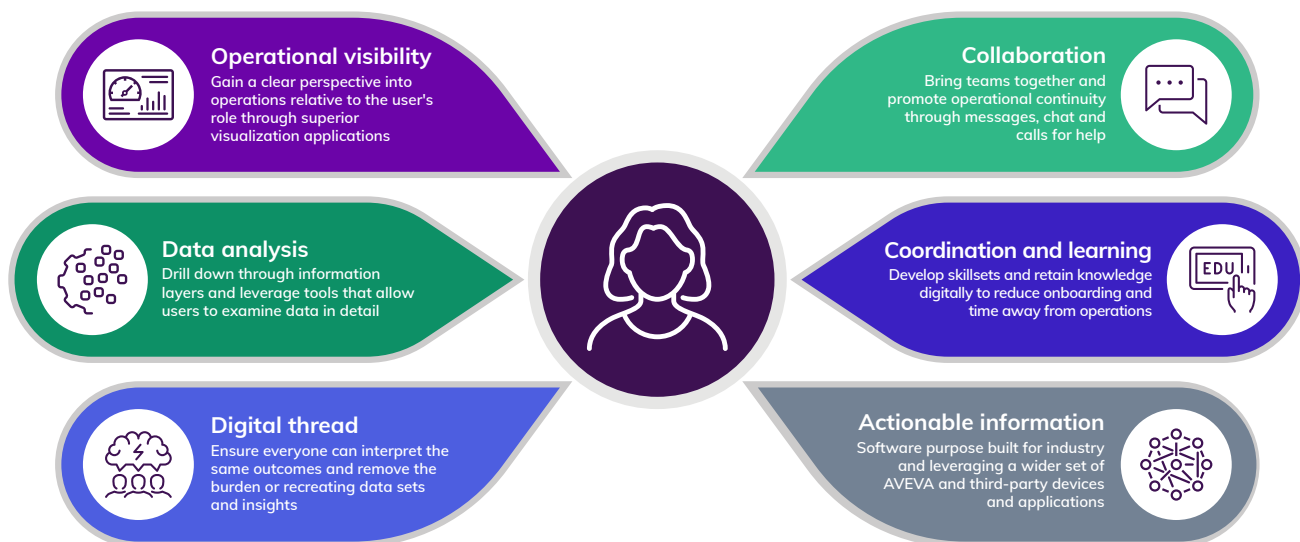 Operational visibility
Gain a clear perspective into
operations relative to the user's
role through superior
visualization applications
Data analysis
Drill down through information
layers and leverage tools that allow
users to examine data in detail
Digital thread
Ensure everyone can interpret the
same outcomes and remove the
burden or recreating data sets
and insights
Collaboration
Bring teams together and
promote operational continuity
through messages, chat and
calls for help
Coordination and learning
Develop skillsets and retain knowledge
digitally to reduce onboarding and
time away from operations
EDU
Actionable information
Software purpose built for industry
and leveraging a wider set of
AVEVA and third-party devices
and applications